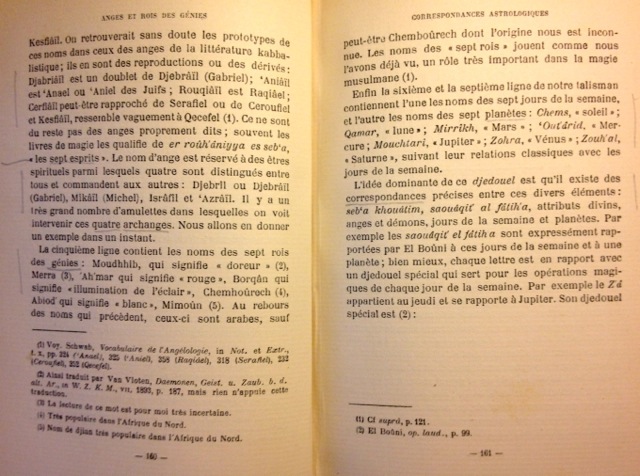 ANGES ET ROIS DES GÉNIES
Kesfîâîl. On retrouverait sans doute les prototypes de
ces noms dans ceux des anges de la littérature kabba-
listique; ils en sont des reproductions ou des dérivés:
Djabriâïl est un doublet de Djebrâïl (Gabriel); ‘Aniâïl
est ‘Anael ou ‘Aniel des Juifs; Rouqiâïl est Raqiâel;
Cerfiâïl peut-être rapproché de Serafiel ou de Ceroufiel
et Kesfiâïl, ressemble vaguement à Qocefel (1). Ce ne sont
du reste pas des anges proprement dits; souvent les
livres de magie les qualifie de er roûh'âniyya es seb‘a,
« les sept esprits ». Le nom d'ange est réservé à des êtres
spirituels parmi lesquels quatre sont distingués entre
tous et commandent aux autres: Djebrîl ou Djebrâïl
(Gabriel), Mikâïl (Michel), Isrâfîl et ‘Azrâïl. Il y a un
très grand nombre d'amulettes dans lesquelles on voit
intervenir ces quatre archanges. Nous allons en donner
un exemple dans un instant.
La cinquième ligne contient les noms des sept rois
des génies: Moudhhib, qui signifie « doreur » (2),
Merra (3), ‘Ah'mar qui signifie « rouge », Borqân qui
signifie «illumination de l'éclair», Chemhoûrech (4),
Abiod qui signifie « blanc», Mimoûn (5). Au rebours
des noms qui précèdent, ceux-ci sont arabes, sauf
(1) Voy. Schwab, Vocabulaire de l'Angélologie, in Not. et Extr.,
t. x, pp. 224 (‘Anael), 225 (‘Aniel), 258 (Raqiâel), 318 (Serafiel), 232
(Ceroufiel), 252 (Qocefel).
(2) Ainsi traduit par Van Vloten, Daemonen, Geist. u. Zaub. b. d.
alt. Ar., in W. Z. K. M., vii, 1893, p. 187, mais rien n'appuie cette
traduction.
(3) La lecture de ce mot est pour moi très incertaine.
(4) Très populaire dans l'Afrique du Nord.
(5) Nom de djinn très populaire dans l'Afrique du Nord.
— 160 —
CORRESPONDANCES ASTROLOGIQUES
peut-être Chemboûrech dont l'origine nous est incon-
nue. Les noms des « sept rois » jouent comme nous
l'avons déjà vu, un rôle très important dans la magie
musulmane (1).
Enfin la sixième et la septième ligne de notre talisman
contiennent l'une les noms des sept jours de la semaine,
et l'autre les noms des sept planètes: Chems, « soleil »;
Qamar, « lune »; Mirrîkh, « Mars »; ‘Out'ârid, « Mer-
cure; Mouchtari, « Jupiter »; Zohra, « Vénus »; Zouh'al,
« Saturne », suivant leur relations classiques avec les
jours de la semaine.
L'idée dominante de ce djedouel est qu'il existe des
correspondances précises entre ces divers éléments:
seb‘a khouâtim, saouâqit' al fâtih'a, attributs divins,
anges et démons, jours de la semaine et planètes. Par
exemple les saouâqit' el fâtih'a sont expressément rappor-
tées par El Boûni à ces jours de la semaine et à une
planète; bien mieux, chaque lettre est en rapport avec
un djedouel spécial qui sert pour les opérations magi-
ques de chaque jour de la semaine. Par exemple le Zâ
appartient au jeudi et se rapporte à Jupiter. Son djedouel
spécial est (2):
(1) Cf suprà, p. 121.
(2) El Boûni, op. laud., p. 99.
— 161 —